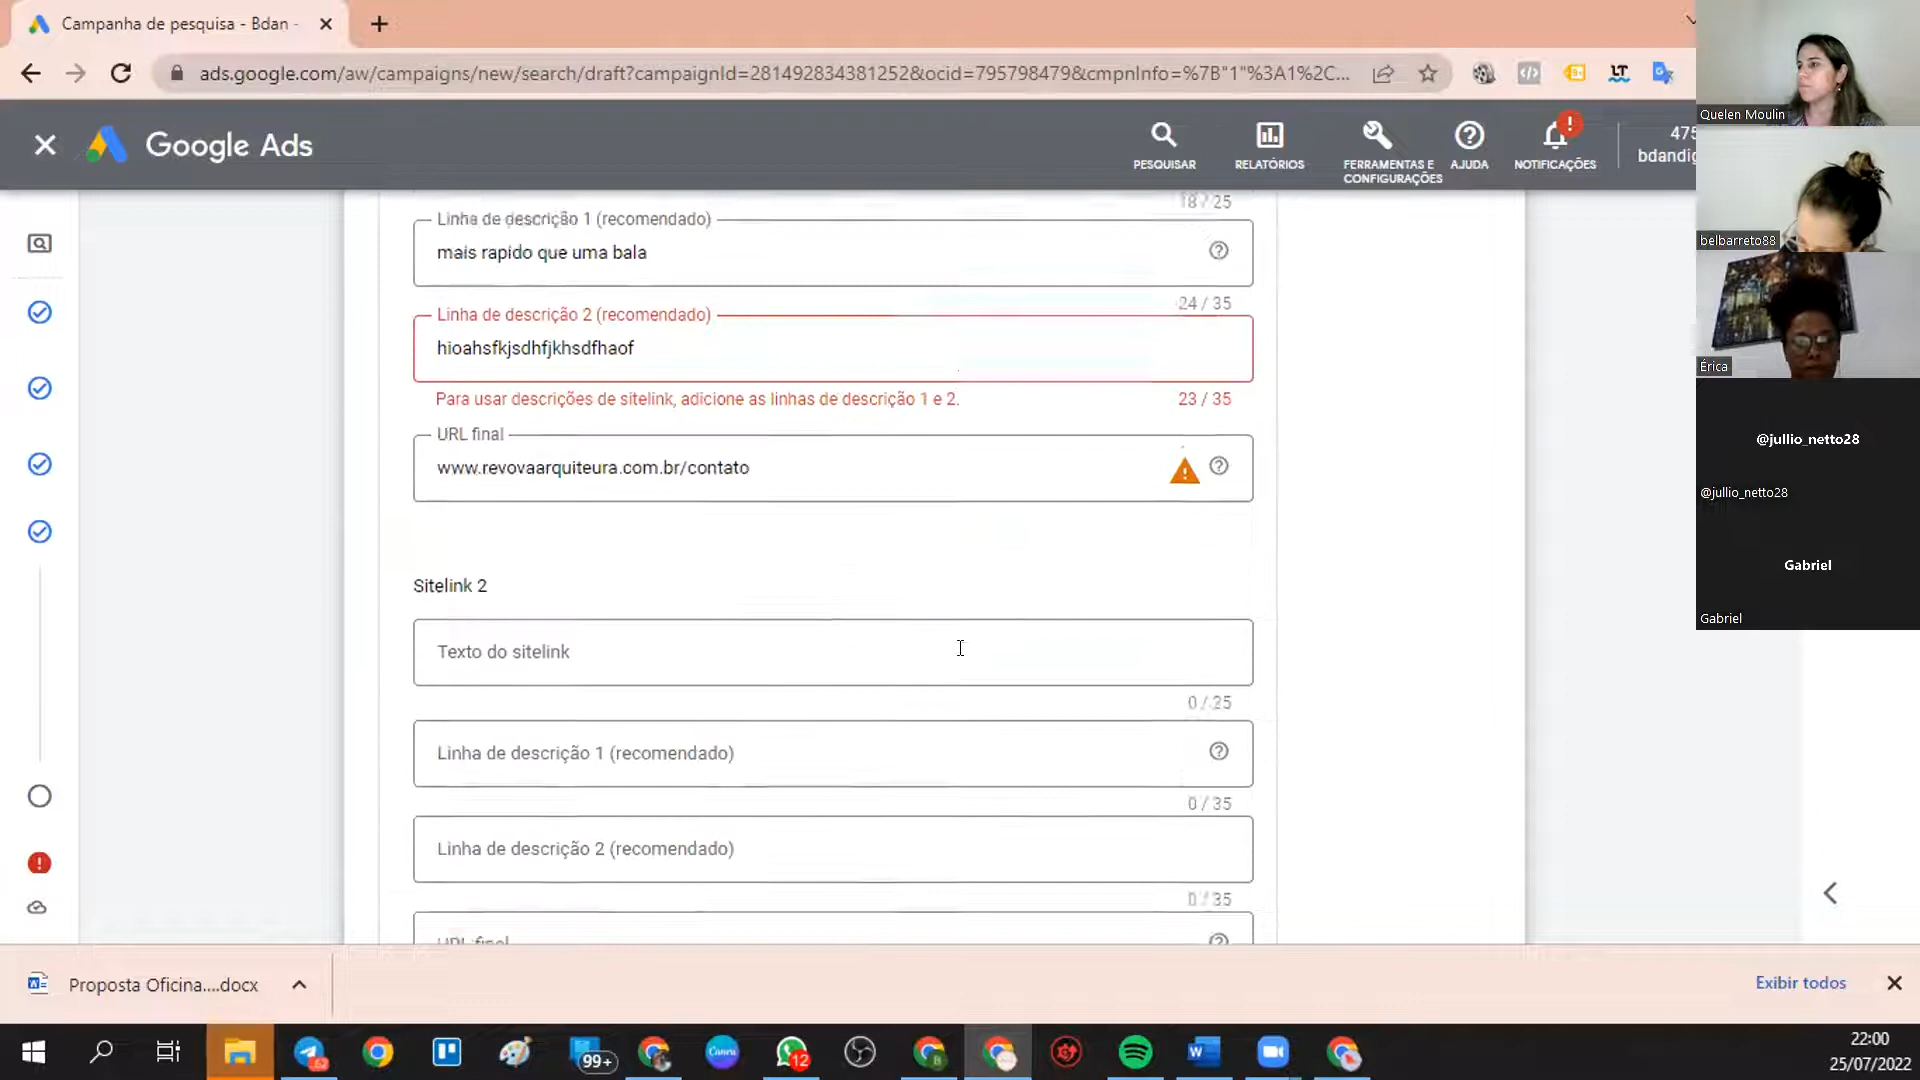 Campanha de pesquisa - Bdan -
ads.google.com/aw/campaigns/new/search/draft?campaignId=281492834381252&ocid=795798479&cmpnInfo=%7B"1"%3A1%2C...
Google Ads
PESQUISAR
RELATÓRIOS
FERRAMENTAS E
CONFIGURAÇÕES
AJUDA
NOTIFICAÇÕES
475
bdandig
Quelen Moulin
belbarreto88
Érica
@jullio_netto28
@jullio_netto28
Gabriel
Gabriel
18 / 25
Linha de descrição 1 (recomendado)
mais rapido que uma bala
24 / 35
Linha de descrição 2 (recomendado)
hioahsfkjsdhfjkhsdfhaof
Para usar descrições de sitelink, adicione as linhas de descrição 1 e 2.
23 / 35
URL final
www.revovaarquiteura.com.br/contato
Sitelink 2
Texto do sitelink
0 / 25
Linha de descrição 1 (recomendado)
0 / 35
Linha de descrição 2 (recomendado)
0 / 35
URL final
Proposta Oficina....docx
Exibir todos
99+
Canva
12
22:00
25/07/2022